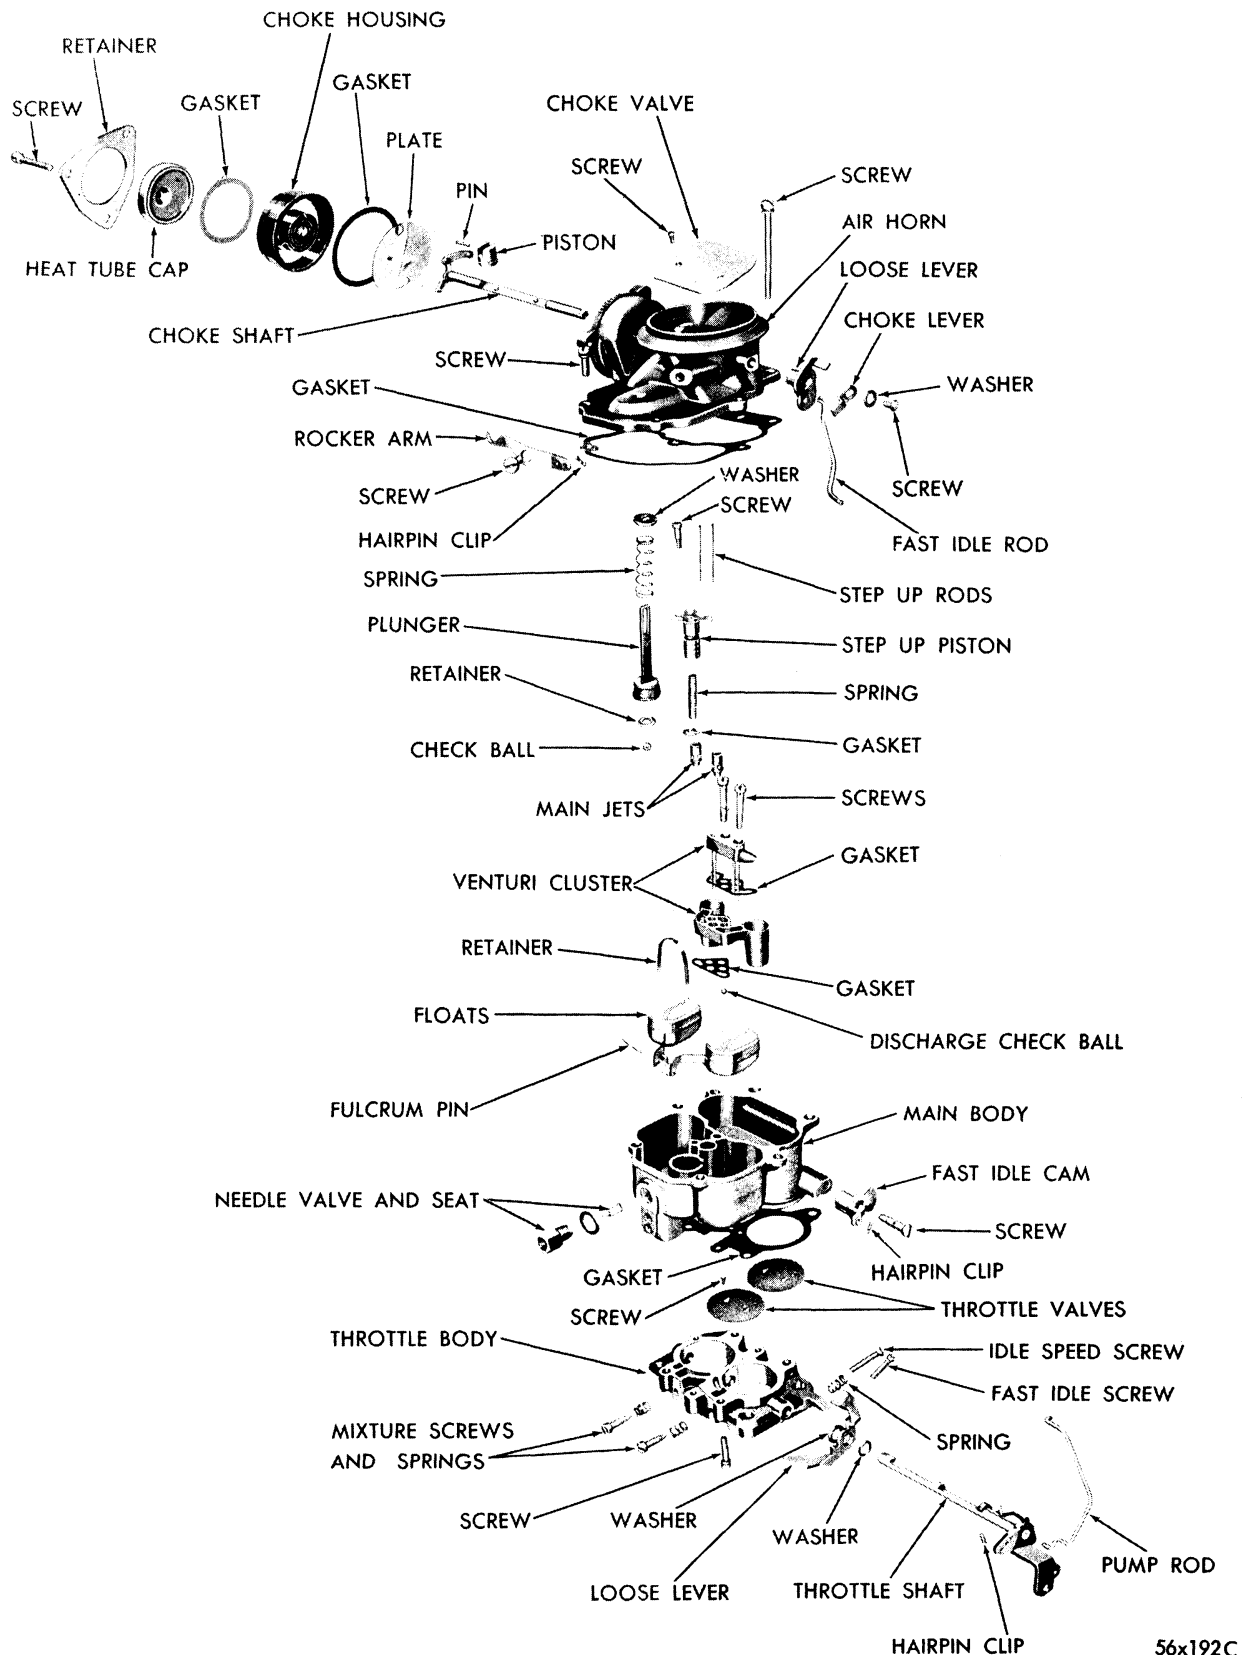 CHOKE HOUSING
RETAINER
GASKET
SCREW
GASKET
CHOKE VALVE
PLATE
SCREW
SCREW
PIN
AIR HORN
PISTON
HEAT TUBE CAP
LOOSE LEVER
CHOKE SHAFT
CHOKE LEVER
SCREW
WASHER
GASKET
ROCKER ARM
WASHER
SCREW
SCREW
SCREW
HAIRPIN CLIP
FAST IDLE ROD
SPRING
STEP UP RODS
PLUNGER
STEP UP PISTON
RETAINER
SPRING
CHECK BALL
GASKET
MAIN JETS
SCREWS
GASKET
VENTURI CLUSTER
RETAINER
GASKET
FLOATS
DISCHARGE CHECK BALL
FULCRUM PIN
MAIN BODY
FAST IDLE CAM
NEEDLE VALVE AND SEAT
SCREW
GASKET
HAIRPIN CLIP
SCREW
THROTTLE VALVES
THROTTLE BODY
IDLE SPEED SCREW
FAST IDLE SCREW
MIXTURE SCREWS
AND SPRINGS
SPRING
SCREW
WASHER
WASHER
PUMP ROD
LOOSE LEVER
THROTTLE SHAFT
HAIRPIN CLIP
56x192C